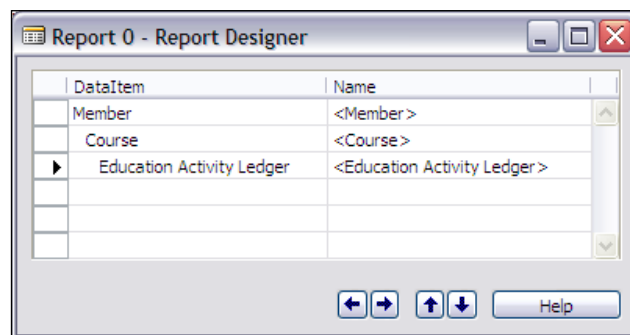 Report 0 - Report Designer
DataItem Name
Member <Member>
Course <Course>
Education Activity Ledger <Education Activity Ledger>
Help